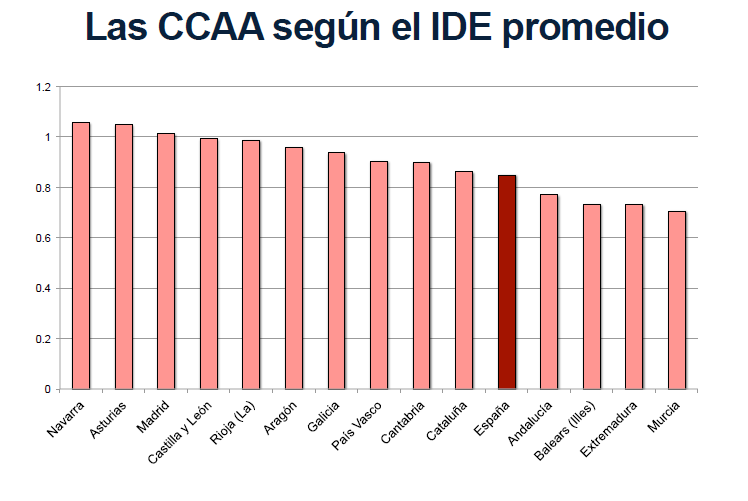 Las CCAA según el IDE promedio
1.2
1
0.8
0.6
0.4
0.2
0
Navarra
Asturias
Madrid
Castilla y León
Rioja (La)
Aragón
Galicia
País Vasco
Cantabria
Cataluña
España
Andalucía
Balears (Illes)
Extremadura
Murcia